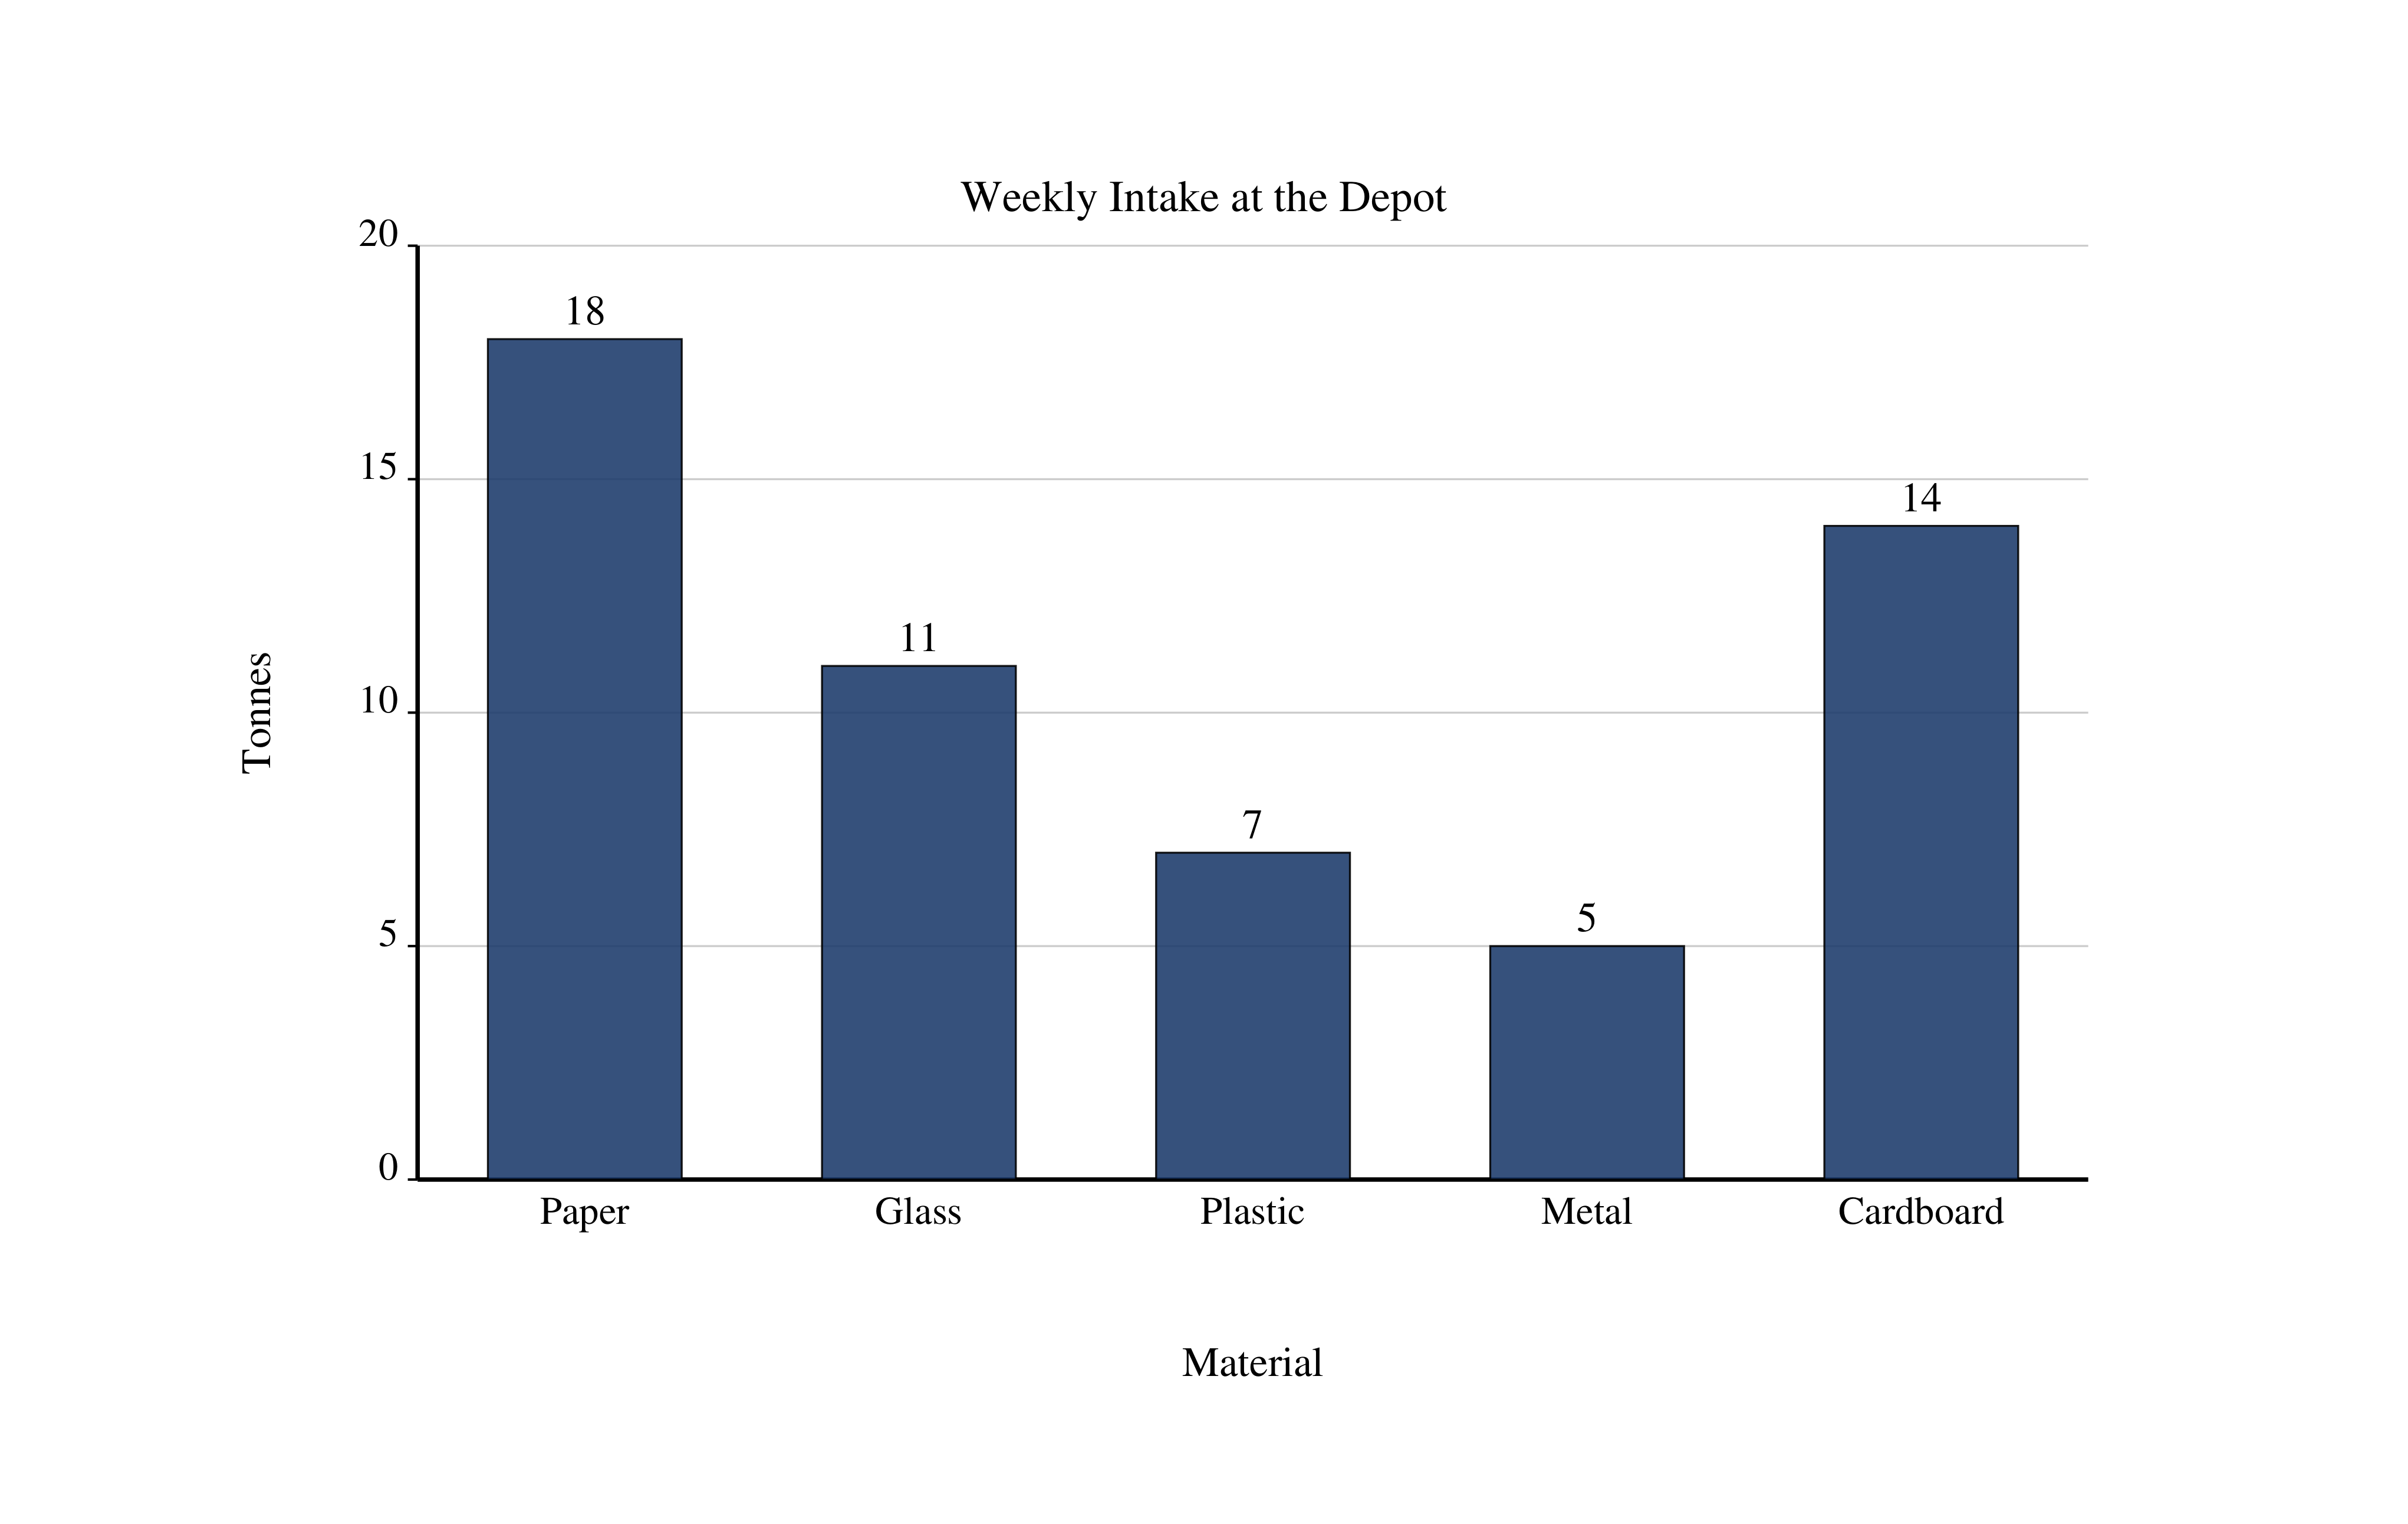 Weekly Intake at the Depot
20
15
10
5
0
Tonnes
18
11
7
5
14
Paper
Glass
Plastic
Metal
Cardboard
Material